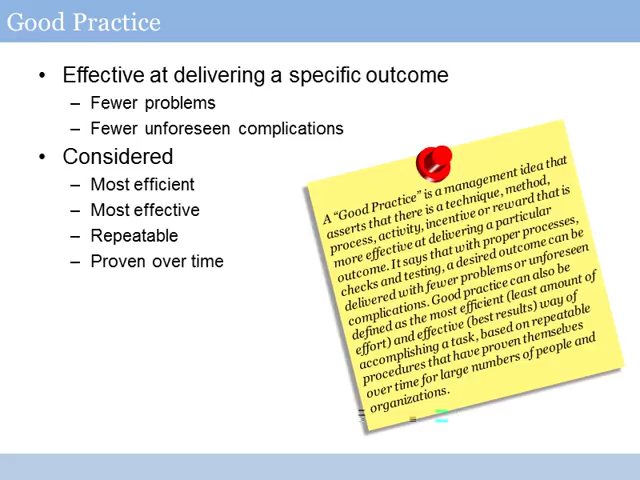 Good Practice
• Effective at delivering a specific outcome
– Fewer problems
– Fewer unforeseen complications
• Considered
– Most efficient
– Most effective
– Repeatable
– Proven over time
A “Good Practice” is a management idea that
asserts that there is a technique, method,
process, activity, incentive or reward that is
more effective at delivering a particular
outcome. It says that with proper processes,
checks and testing, a desired outcome can be
delivered with fewer problems or unforeseen
complications. Good practice can also be
defined as the most efficient (least amount of
effort) and effective (best results) way of
accomplishing a task, based on repeatable
procedures that have proven themselves
over time for large numbers of people and
organizations.